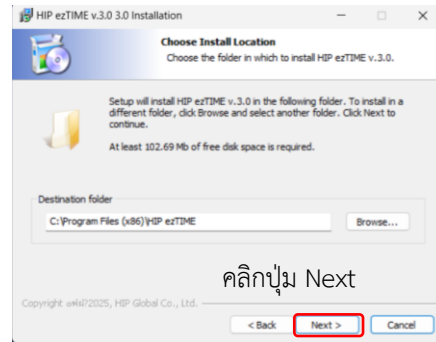 HIP ezTIME v.3.0 3.0 Installation
Choose Install Location
Choose the folder in which to install HIP ezTIME v.3.0.
Setup will install HIP ezTIME v.3.0 in the following folder. To install in a
different folder, click Browse and select another folder. Click Next to
continue.
At least 102.69 Mb of free disk space is required.
Destination folder
C:\Program Files (x86)\HIP ezTIME
Browse...
คลิกปุ่ม Next
Copyright 2025, HIP Global Co., Ltd.
< Back
Next >
Cancel